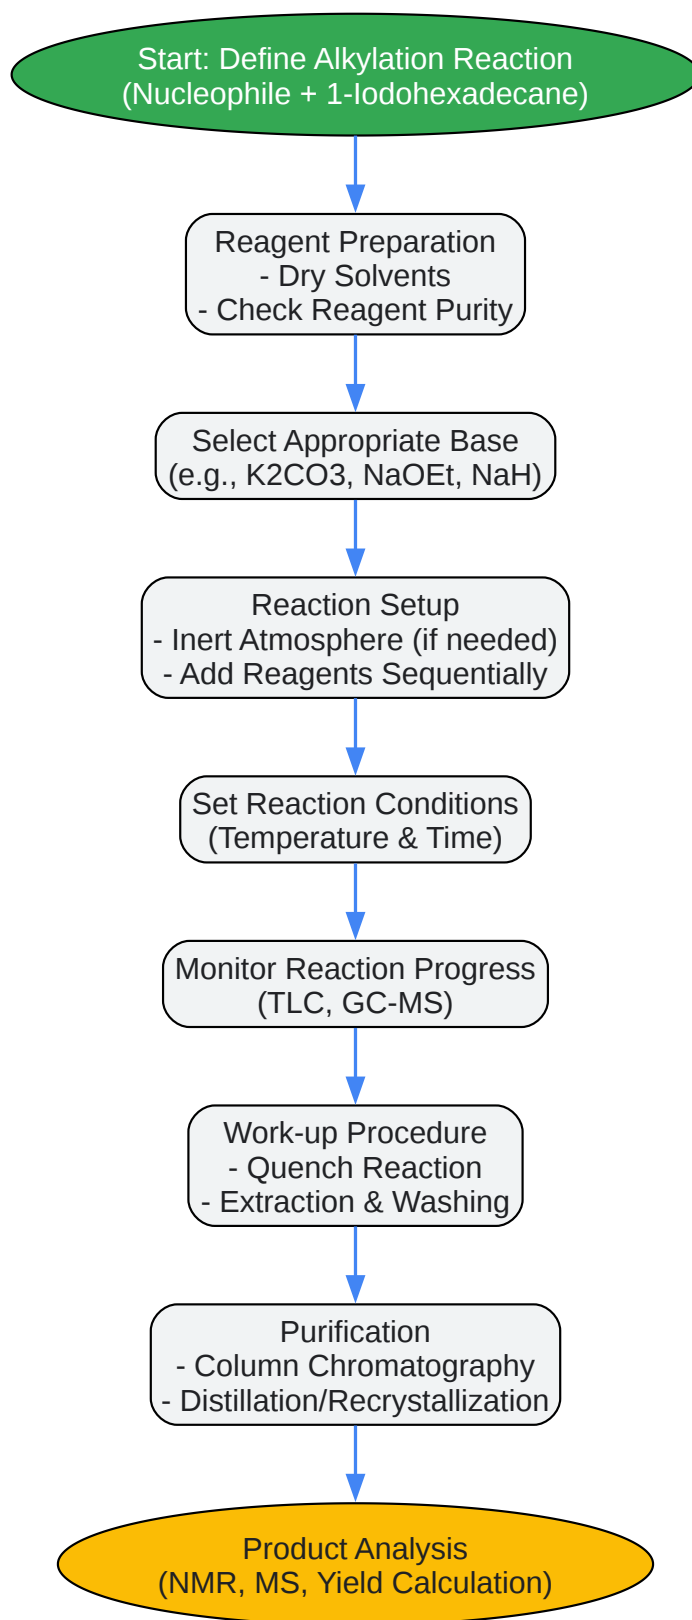 Start: Define Alkylation Reaction
(Nucleophile + 1-Iodohexadecane)
Reagent Preparation
- Dry Solvents
- Check Reagent Purity
Select Appropriate Base
(e.g., K2CO3, NaOEt, NaH)
Reaction Setup
- Inert Atmosphere (if needed)
- Add Reagents Sequentially
Set Reaction Conditions
(Temperature & Time)
Monitor Reaction Progress
(TLC, GC-MS)
Work-up Procedure
- Quench Reaction
- Extraction & Washing
Purification
- Column Chromatography
- Distillation/Recrystallization
Product Analysis
(NMR, MS, Yield Calculation)